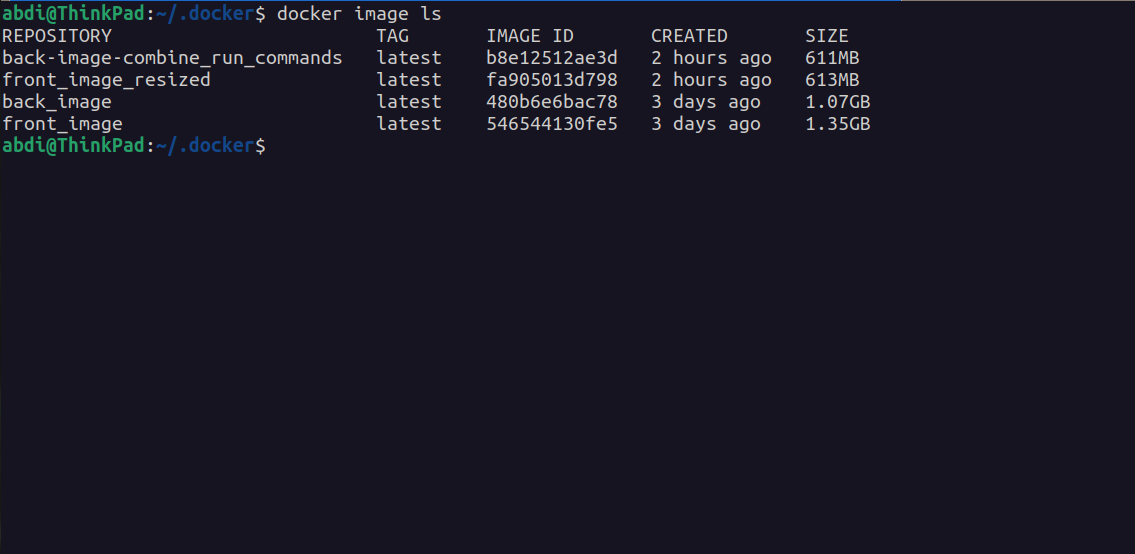 abdi@ThinkPad:~/.docker$ docker image ls
REPOSITORY TAG IMAGE ID CREATED SIZE
back-image-combine_run_commands latest b8e12512ae3d 2 hours ago 611MB
front_image_resized latest fa905013d798 2 hours ago 613MB
back_image latest 480b6e6bac78 3 days ago 1.07GB
front_image latest 546544130fe5 3 days ago 1.35GB
abdi@ThinkPad:~/.docker$